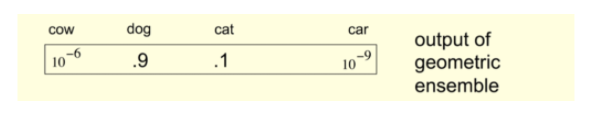 cow dog cat car
10⁻⁶ .9 .1 10⁻⁹
output of
geometric
ensemble